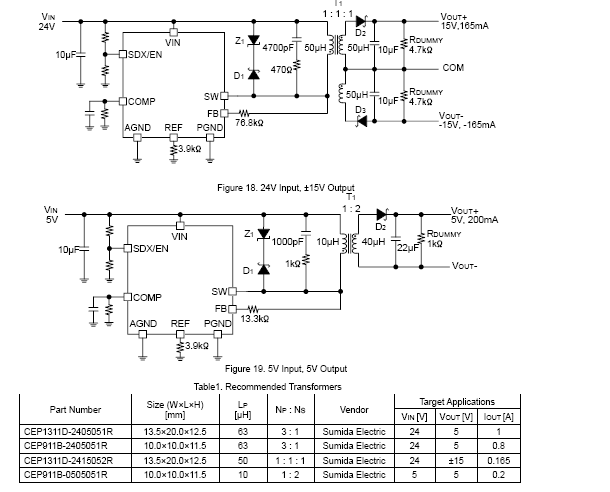 T1
1 : 1 : 1
VIN
24V
VIN
10µF
SDX/EN
Z1
4700pF
50µH
50µH
D2
10µF
RDUMMY
4.7kΩ
VOUT+
15V,165mA
D1
470Ω
COM
COMP
SW
50µH
10µF
RDUMMY
4.7kΩ
FB
76.8kΩ
D3
VOUT-
-15V, -165mA
AGND REF PGND
3.9kΩ
Figure 18. 24V Input, ±15V Output
T1
1 : 2
VIN
5V
VIN
10µF
SDX/EN
Z1
1000pF
10µH
40µH
D2
22µF
RDUMMY
1kΩ
VOUT+
5V, 200mA
D1
1kΩ
VOUT-
COMP
SW
FB
13.3kΩ
AGND REF PGND
3.9kΩ
Figure 19. 5V Input, 5V Output
Table1. Recommended Transformers
Part Number Size (W×L×H) [mm] LP [µH] NP : NS Vendor Target Applications
VIN [V] VOUT [V] IOUT [A]
CEP1311D-2405051R 13.5×20.0×12.5 63 3 : 1 Sumida Electric 24 5 1
CEP911B-2405051R 10.0×10.0×11.5 63 3 : 1 Sumida Electric 24 5 0.8
CEP1311D-2415052R 13.5×20.0×12.5 50 1 : 1 : 1 Sumida Electric 24 ±15 0.165
CEP911B-0505051R 10.0×10.0×11.5 10 1 : 2 Sumida Electric 5 5 0.2